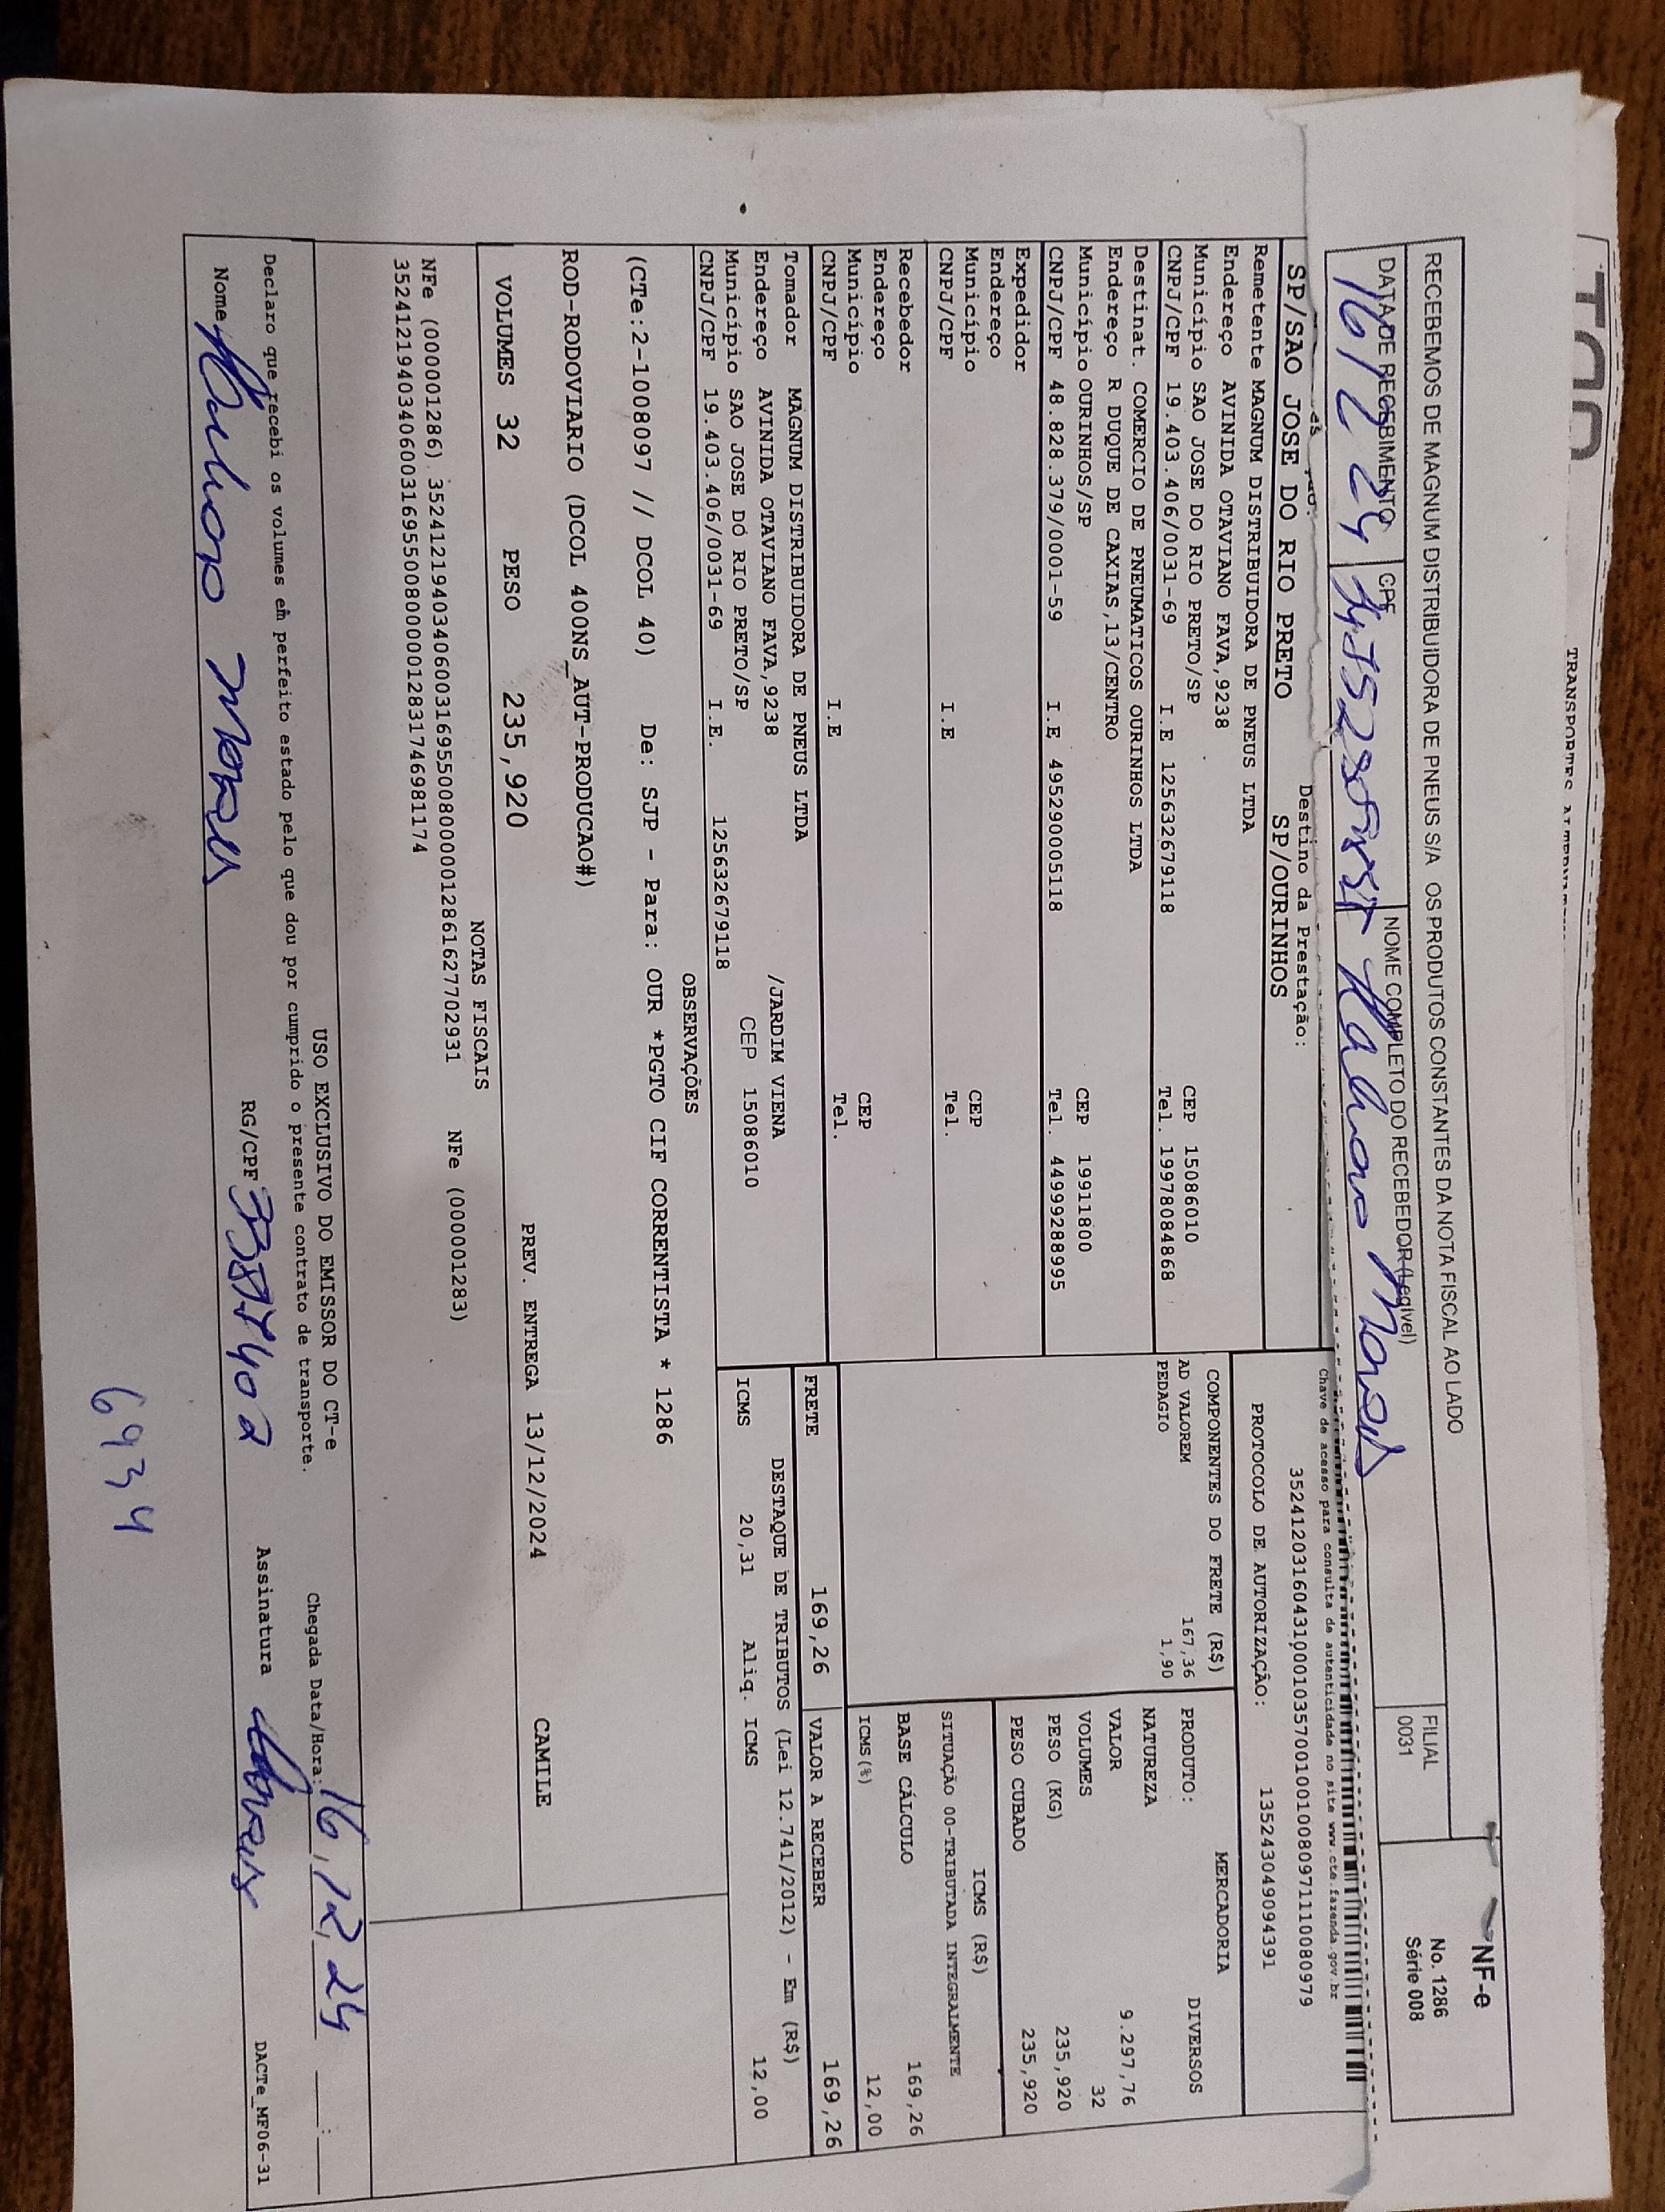 TRANSPORTES
RECEBEMOS DE MAGNUM DISTRIBUIDORA DE PNEUS S/A OS PRODUTOS CONSTANTES DA NOTA FISCAL AO LADO
NF-e
No. 1286
Série 008
DATA DE RECEBIMENTO
CPF
NOME COMPLETO DO RECEBEDOR (Legível)
FILIAL
0031
16/12/24
SP/SAO JOSE DO RIO PRETO
Destino da Prestação:
SP/OURINHOS
Chave de acesso para consulta de autenticidade no site www.cte.fazenda.gov.br
35241203160431000103570010010080971110080979
PROTOCOLO DE AUTORIZAÇÃO: 135243049094391
Remetente MAGNUM DISTRIBUIDORA DE PNEUS LTDA
Endereço AVINIDA OTAVIANO FAVA,9238
Município SAO JOSE DO RIO PRETO/SP CEP 15086010
CNPJ/CPF 19.403.406/0031-69 I.E 125632679118 Tel. 19978084868
Destinat. COMERCIO DE PNEUMATICOS OURINHOS LTDA
Endereço R DUQUE DE CAXIAS,13/CENTRO
Município OURINHOS/SP CEP 19911800
CNPJ/CPF 48.828.379/0001-59 I.E 495290005118 Tel. 44999288995
Expedidor
Endereço
Município CEP
CNPJ/CPF I.E Tel.
Recebedor
Endereço
Município CEP
CNPJ/CPF I.E Tel.
Tomador MAGNUM DISTRIBUIDORA DE PNEUS LTDA
Endereço AVINIDA OTAVIANO FAVA,9238 /JARDIM VIENA
Município SAO JOSE DO RIO PRETO/SP CEP 15086010
CNPJ/CPF 19.403.406/0031-69 I.E. 125632679118
COMPONENTES DO FRETE (R$)
AD VALOREM 167,36
PEDAGIO 1,90
MERCADORIA
PRODUTO: DIVERSOS
NATUREZA
VALOR 9.297,76
VOLUMES 32
PESO (KG) 235,920
PESO CUBADO 235,920
ICMS (R$)
SITUAÇÃO 00-TRIBUTADA INTEGRALMENTE
BASE CÁLCULO 169,26
ICMS(%) 12,00
FRETE 169,26
VALOR A RECEBER 169,26
DESTAQUE DE TRIBUTOS (Lei 12.741/2012) - Em (R$)
ICMS 20,31 Aliq. ICMS 12,00
OBSERVAÇÕES
(CTe:2-1008097 // DCOL 40) De: SJP - Para: OUR *PGTO CIF CORRENTISTA * 1286
ROD-RODOVIARIO (DCOL 400NS_AUT-PRODUCAO#)
VOLUMES 32 PESO 235,920 PREV. ENTREGA 13/12/2024 CAMILE
NOTAS FISCAIS
NFe (000001286) 35241219403406003169550080000012861627702931 NFe (000001283)
35241219403406003169550080000012831746981174
USO EXCLUSIVO DO EMISSOR DO CT-e
Declaro que recebi os volumes em perfeito estado pelo que dou por cumprido o presente contrato de transporte.
Chegada Data/Hora: 16,12,24
Nome
RG/CPF
Assinatura
DACTe_MF06-31
6934